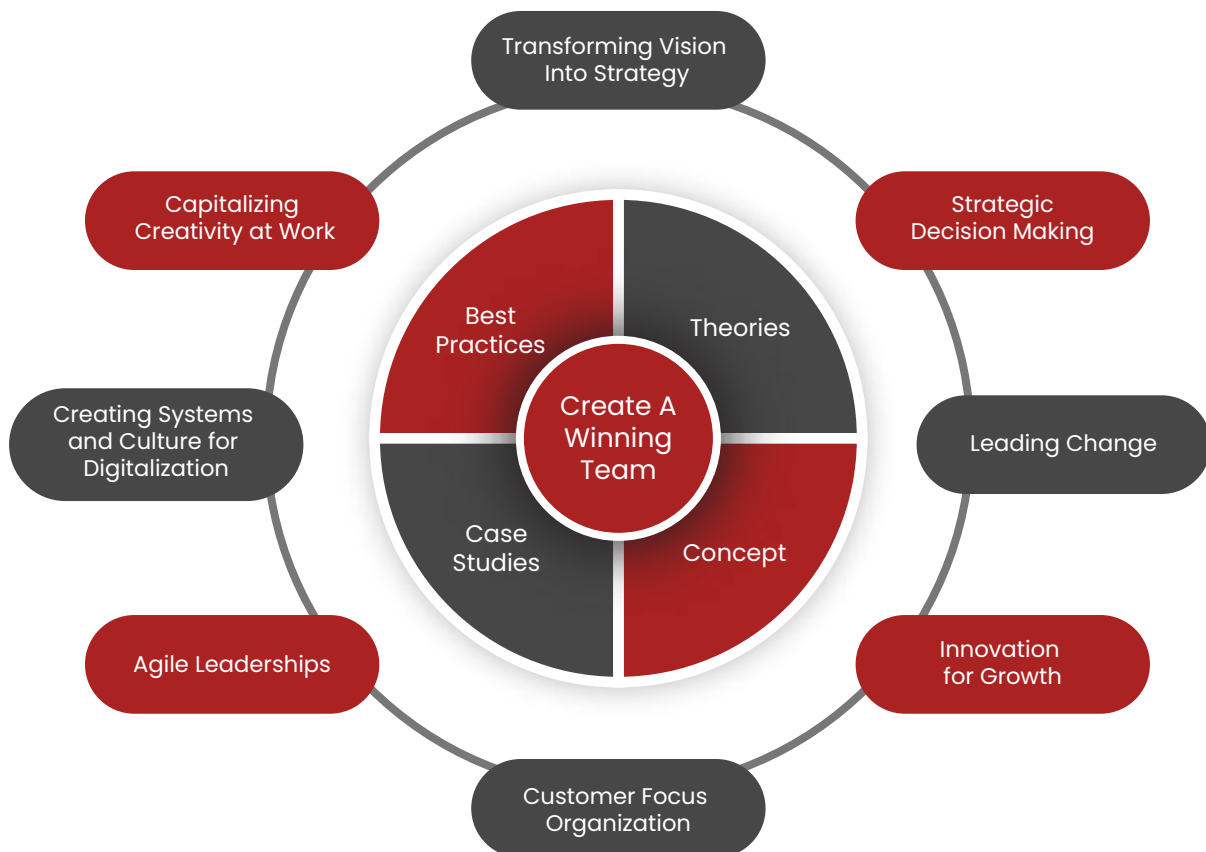 Transforming Vision
Into Strategy
Capitalizing
Creativity at Work
Strategic
Decision Making
Best
Practices
Theories
Create A
Winning
Team
Creating Systems
and Culture for
Digitalization
Leading Change
Case
Studies
Concept
Agile Leaderships
Innovation
for Growth
Customer Focus
Organization